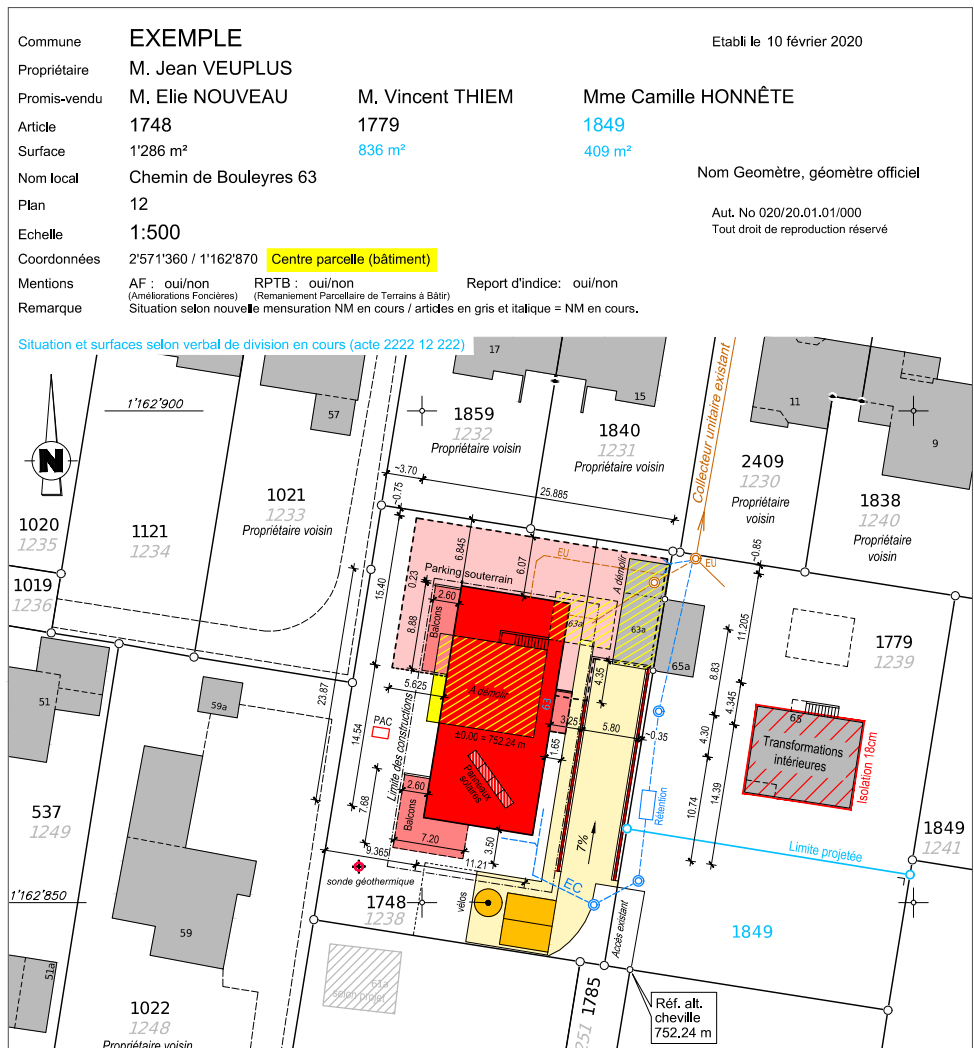 Commune EXEMPLE Etabli le 10 février 2020
Propriétaire M. Jean VEUPLUS
Promis-vendu M. Elie NOUVEAU M. Vincent THIEM Mme Camille HONNÊTE
Article 1748 1779 1849
Surface 1'286 m² 836 m² 409 m²
Nom local Chemin de Bouleyres 63 Nom Geomètre, géomètre officiel
Plan 12
Aut. No 020/20.01.01/000
Echelle 1:500 Tout droit de reproduction réservé
Coordonnées 2'571'360 / 1'162'870 Centre parcelle (bâtiment)
Mentions AF : oui/non RPTB : oui/non Report d'indice: oui/non
(Améliorations Foncières) (Remaniement Parcellaire de Terrains à Bâtir)
Remarque Situation selon nouvelle mensuration NM en cours / articles en gris et italique = NM en cours.
Situation et surfaces selon verbal de division en cours (acte 2222 12 222)
17
15
11
9
57
1'162'900
N
1859
1232
Propriétaire voisin
1840
1231
Propriétaire voisin
Collecteur unitaire existant
2409
1230
Propriétaire
voisin
1838
1240
Propriétaire
voisin
1020
1235
1121
1234
1021
1233
Propriétaire voisin
1019
1236
~3.70
~0.75
25.885
6.845
6.07
EU
EU
~0.85
A démolir
Parking souterrain
15.40
0.23
2.60
8.88
Balcons
63a
63a
65a
11.205
8.83
4.345
1779
1239
51
59a
23.87
5.625
A démolir
63
4.35
3.25
5.80
~0.35
4.30
65
Transformations
intérieures
Isolation 18cm
PAC
Limite des constructions
±0.00 = 752.24 m
1.65
14.54
Panneaux
solaires
7.68
2.60
Balcons
7.20
Rétention
10.74
14.39
537
1249
1849
1241
Limite projetée
9.365
11.21
3.50
7%
sonde géothermique
EC
1'162'850
1748
1238
vélos
59
Accès existant
1849
51a
61a
selon projet
1785
251
Réf. alt.
cheville
752.24 m
1022
1248
Propriétaire voisin